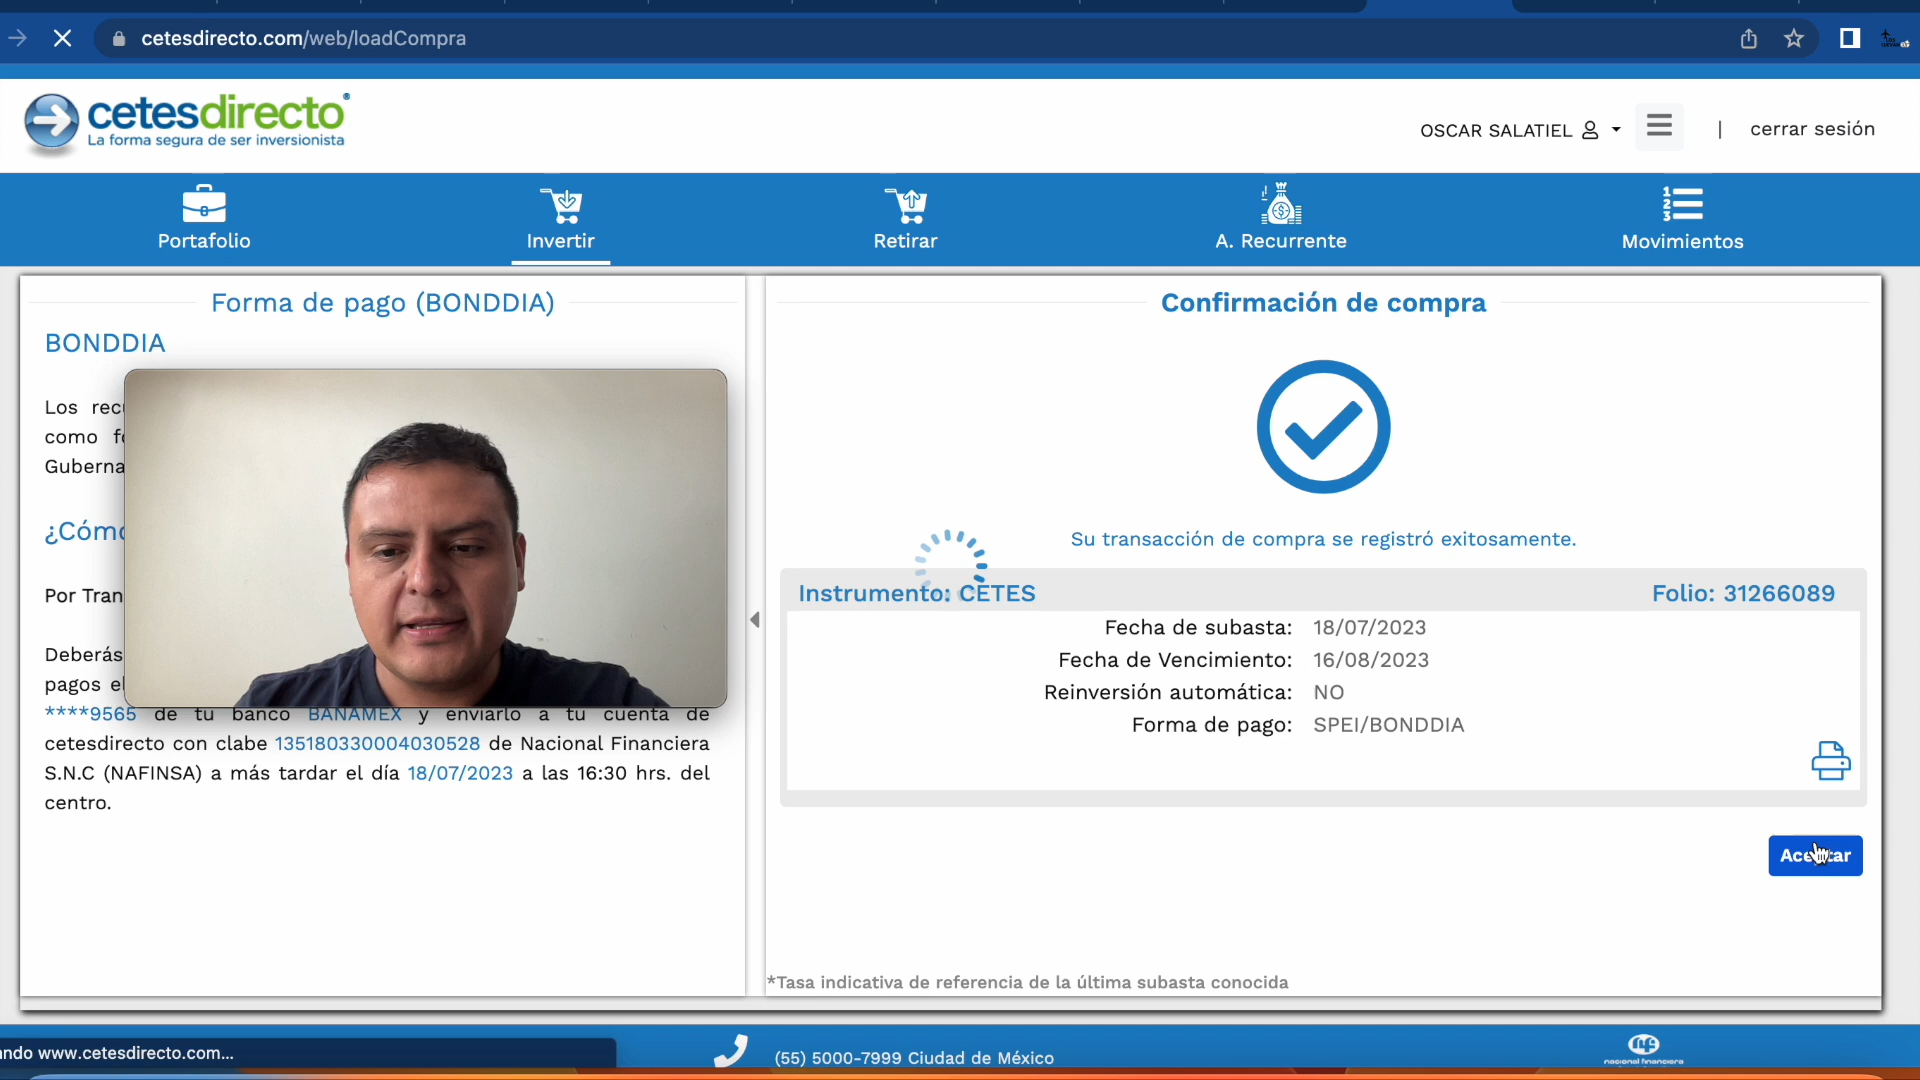 cetesdirecto.com/web/loadCompra
cetesdirecto®
La forma segura de ser inversionista
OSCAR SALATIEL
|
cerrar sesión
Portafolio
Invertir
Retirar
A. Recurrente
Movimientos
Forma de pago (BONDDIA)
BONDDIA
Los
como
¿Cómo
Por
Deberás
pagos
****9565 de tu banco BANAMEX y enviarlo a tu cuenta de
cetesdirecto con clabe 135180330004030528 de Nacional Financiera
S.N.C (NAFINSA) a más tardar el día 18/07/2023 a las 16:30 hrs. del
centro.
Confirmación de compra
Su transacción de compra se registró exitosamente.
Instrumento: CETES
Folio: 31266089
Fecha de subasta: 18/07/2023
Fecha de Vencimiento: 16/08/2023
Reinversión automática: NO
Forma de pago: SPEI/BONDDIA
Aceptar
*Tasa indicativa de referencia de la última subasta conocida
ndo www.cetesdirecto.com...
(55) 5000-7999 Ciudad de México
nacional financiera